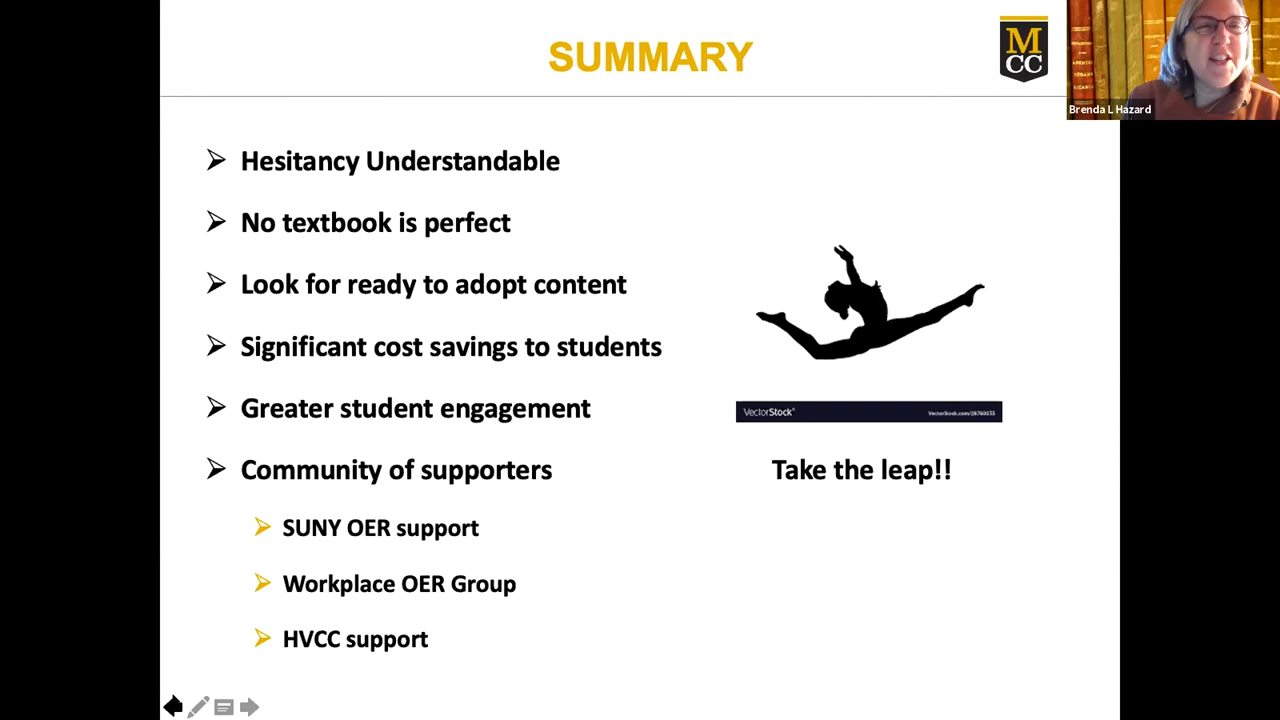 SUMMARY
M
CC
Brenda L Hazard
Hesitancy Understandable
No textbook is perfect
Look for ready to adopt content
Significant cost savings to students
Greater student engagement
Community of supporters
SUNY OER support
Workplace OER Group
HVCC support
VectorStock®
Take the leap!!